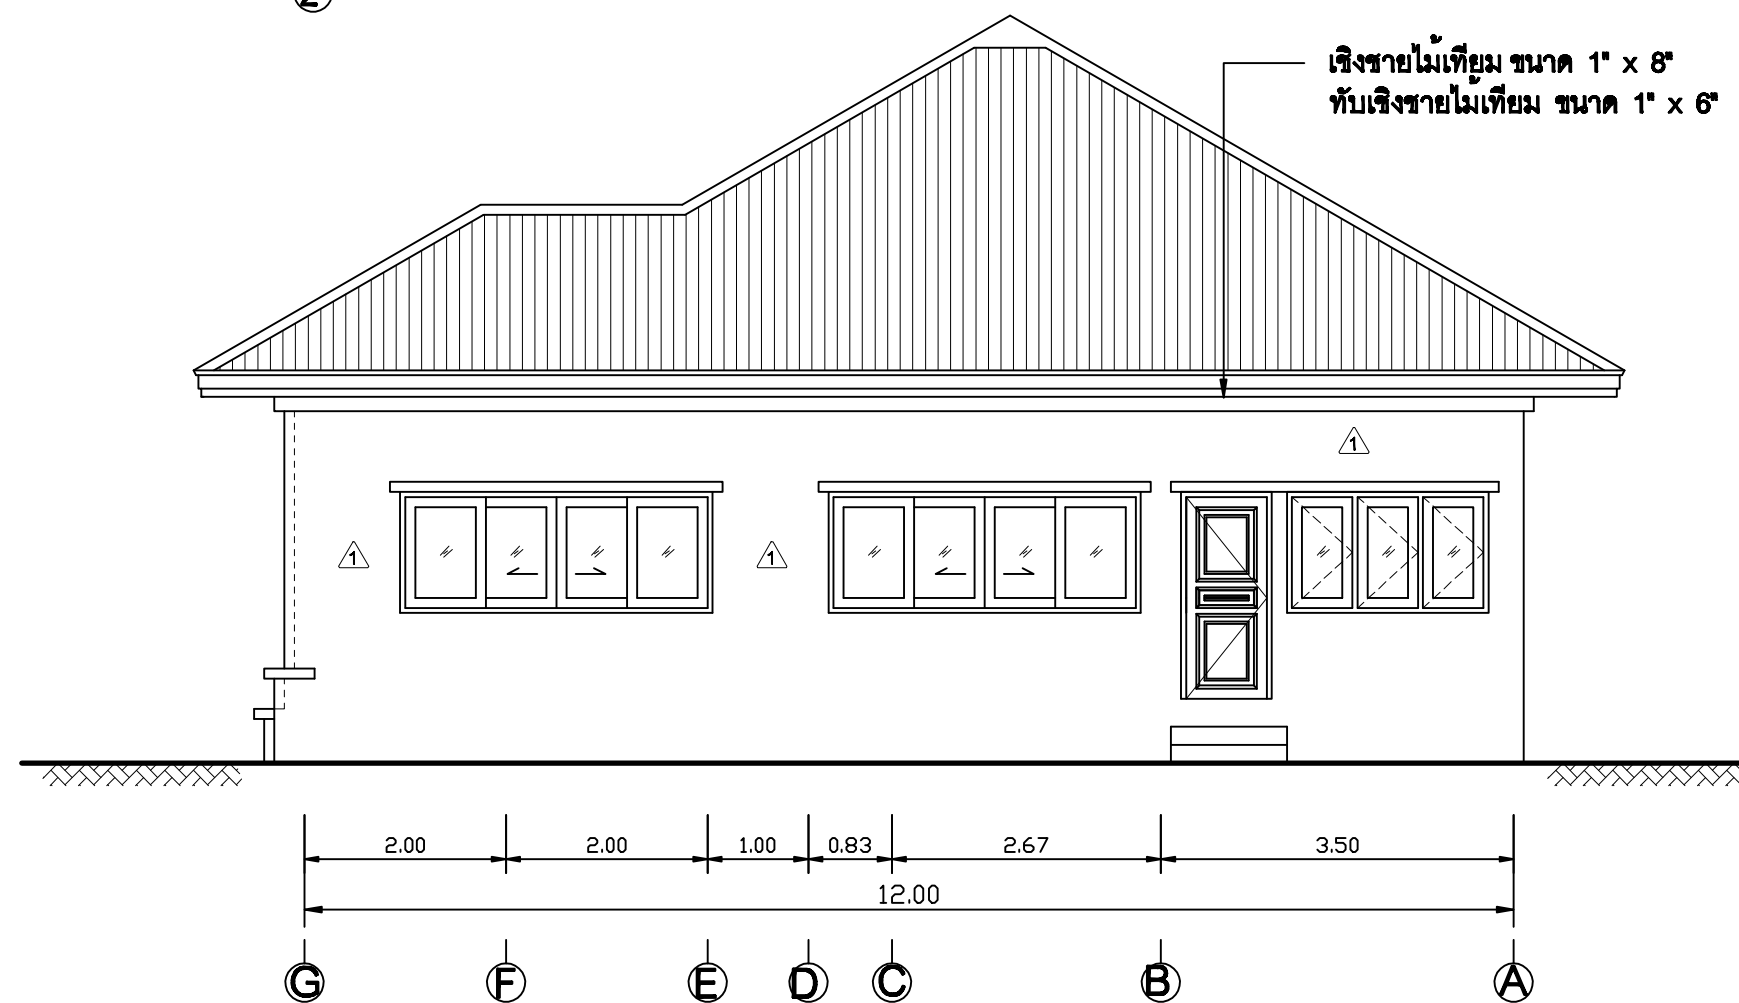 2
เชิงชายไม้เทียม ขนาด 1" x 8"
ทับเชิงชายไม้เทียม ขนาด 1" x 6"
1
1
1
2.00 2.00 1.00 0.83 2.67 3.50
12.00
G F E D C B A